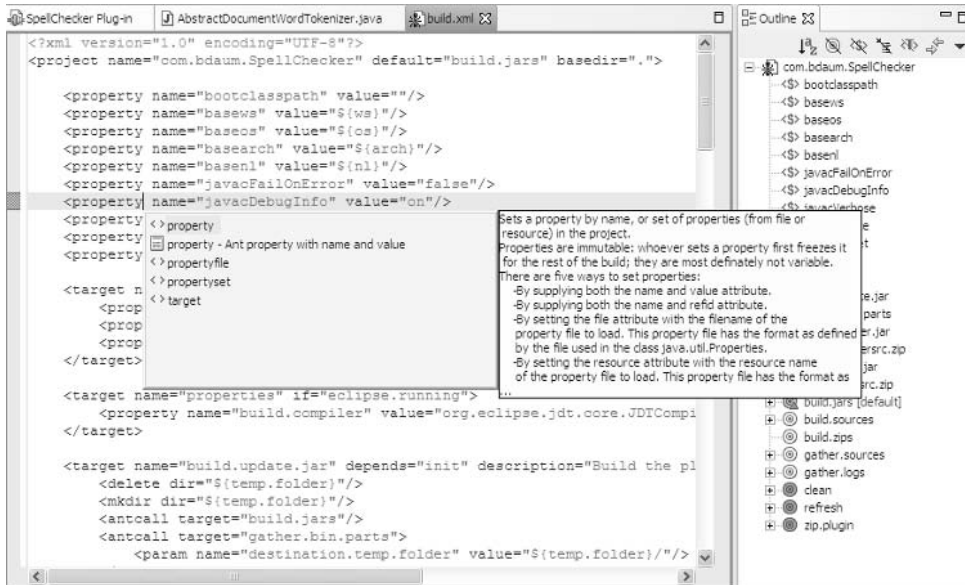 SpellChecker Plug-in
AbstractDocumentWordTokenizer.java
build.xml
<?xml version="1.0" encoding="UTF-8"?>
<project name="com.bdaum.SpellChecker" default="build.jars" basedir=".">
<property name="bootclasspath" value=""/>
<property name="basews" value="${ws}"/>
<property name="baseos" value="${os}"/>
<property name="basearch" value="${arch}"/>
<property name="basenl" value="${nl}"/>
<property name="javacFailOnError" value="false"/>
<property name="javacDebugInfo" value="on"/>
<property
<property
<property
<target n
<prop
<prop
<prop
</target>
<target name="properties" if="eclipse.running">
<property name="build.compiler" value="org.eclipse.jdt.core.JDTCompi
</target>
<target name="build.update.jar" depends="init" description="Build the pl
<delete dir="${temp.folder}"/>
<mkdir dir="${temp.folder}"/>
<antcall target="build.jars"/>
<antcall target="gather.bin.parts">
<param name="destination.temp.folder" value="${temp.folder}/"/>
<> property
property - Ant property with name and value
<> propertyfile
<> propertyset
<> target
Sets a property by name, or set of properties (from file or
resource) in the project.
Properties are immutable: whoever sets a property first freezes it
for the rest of the build; they are most definately not variable.
There are five ways to set properties:
-By supplying both the name and value attribute.
-By supplying both the name and refid attribute.
-By setting the file attribute with the filename of the
property file to load. This property file has the format as defined
by the file used in the class java.util.Properties.
-By setting the resource attribute with the resource name
of the property file to load. This property file has the format as
...
Outline
com.bdaum.SpellChecker
<$> bootclasspath
<$> basews
<$> baseos
<$> basearch
<$> basenl
<$> javacFailOnError
<$> javacDebugInfo
<$> javacVerbose
e
et
te.jar
parts
er.jar
ersrc.zip
jar
rc.zip
build.jars [default]
build.sources
build.zips
gather.sources
gather.logs
clean
refresh
zip.plugin